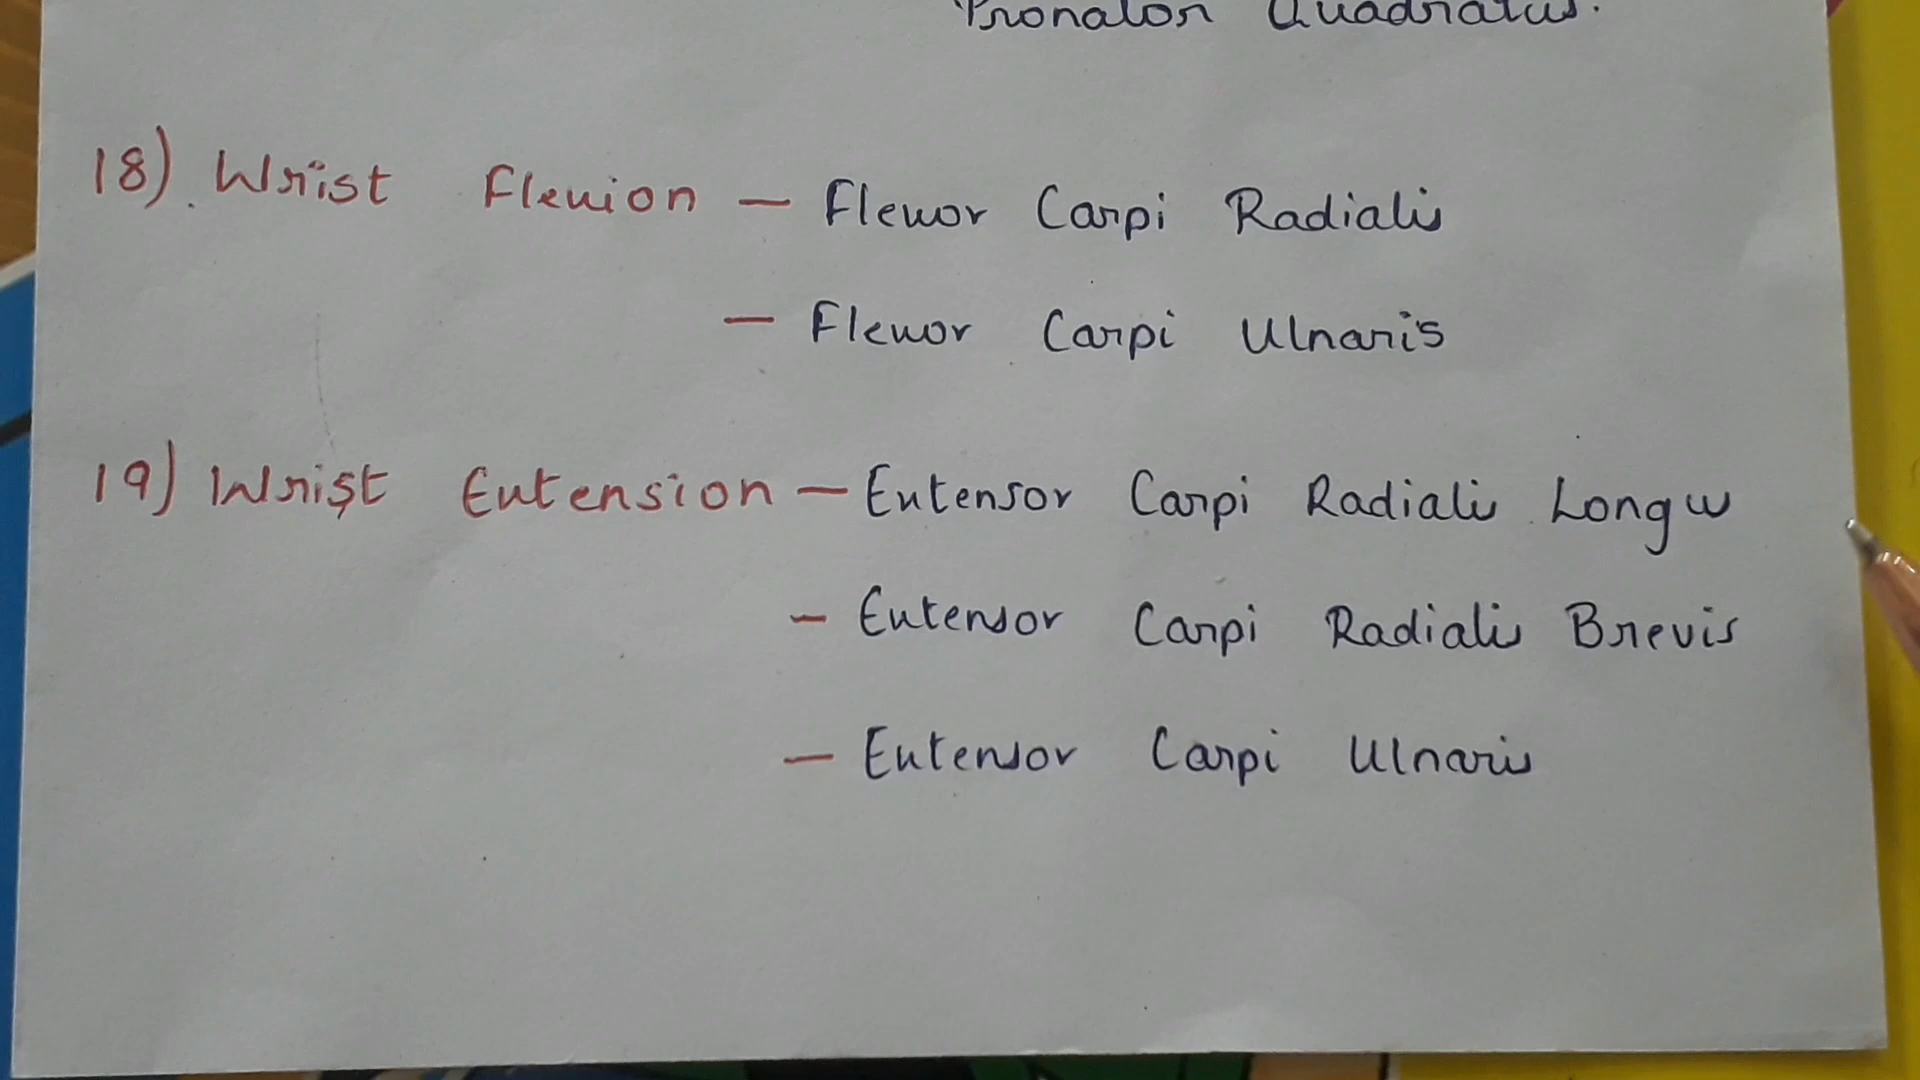 Pronator Quadratus.
18) Wrist Flexion - Flexor Carpi Radialis
- Flexor Carpi Ulnaris
19) Wrist Extension - Extensor Carpi Radialis Longus
- Extensor Carpi Radialis Brevis
- Extensor Carpi Ulnaris